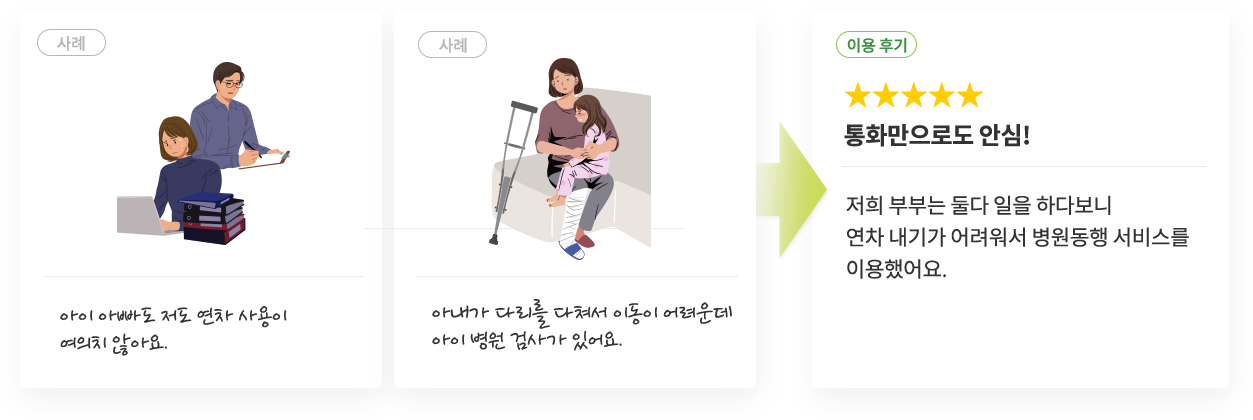 사례
아이 아빠도 저도 연차 사용이
여의치 않아요.
사례
아내가 다리를 다쳐서 이동이 어려운데
아이 병원 검사가 있어요.
이용 후기
★★★★★
통화만으로도 안심!
저희 부부는 둘다 일을 하다보니
연차 내기가 어려워서 병원동행 서비스를
이용했어요.